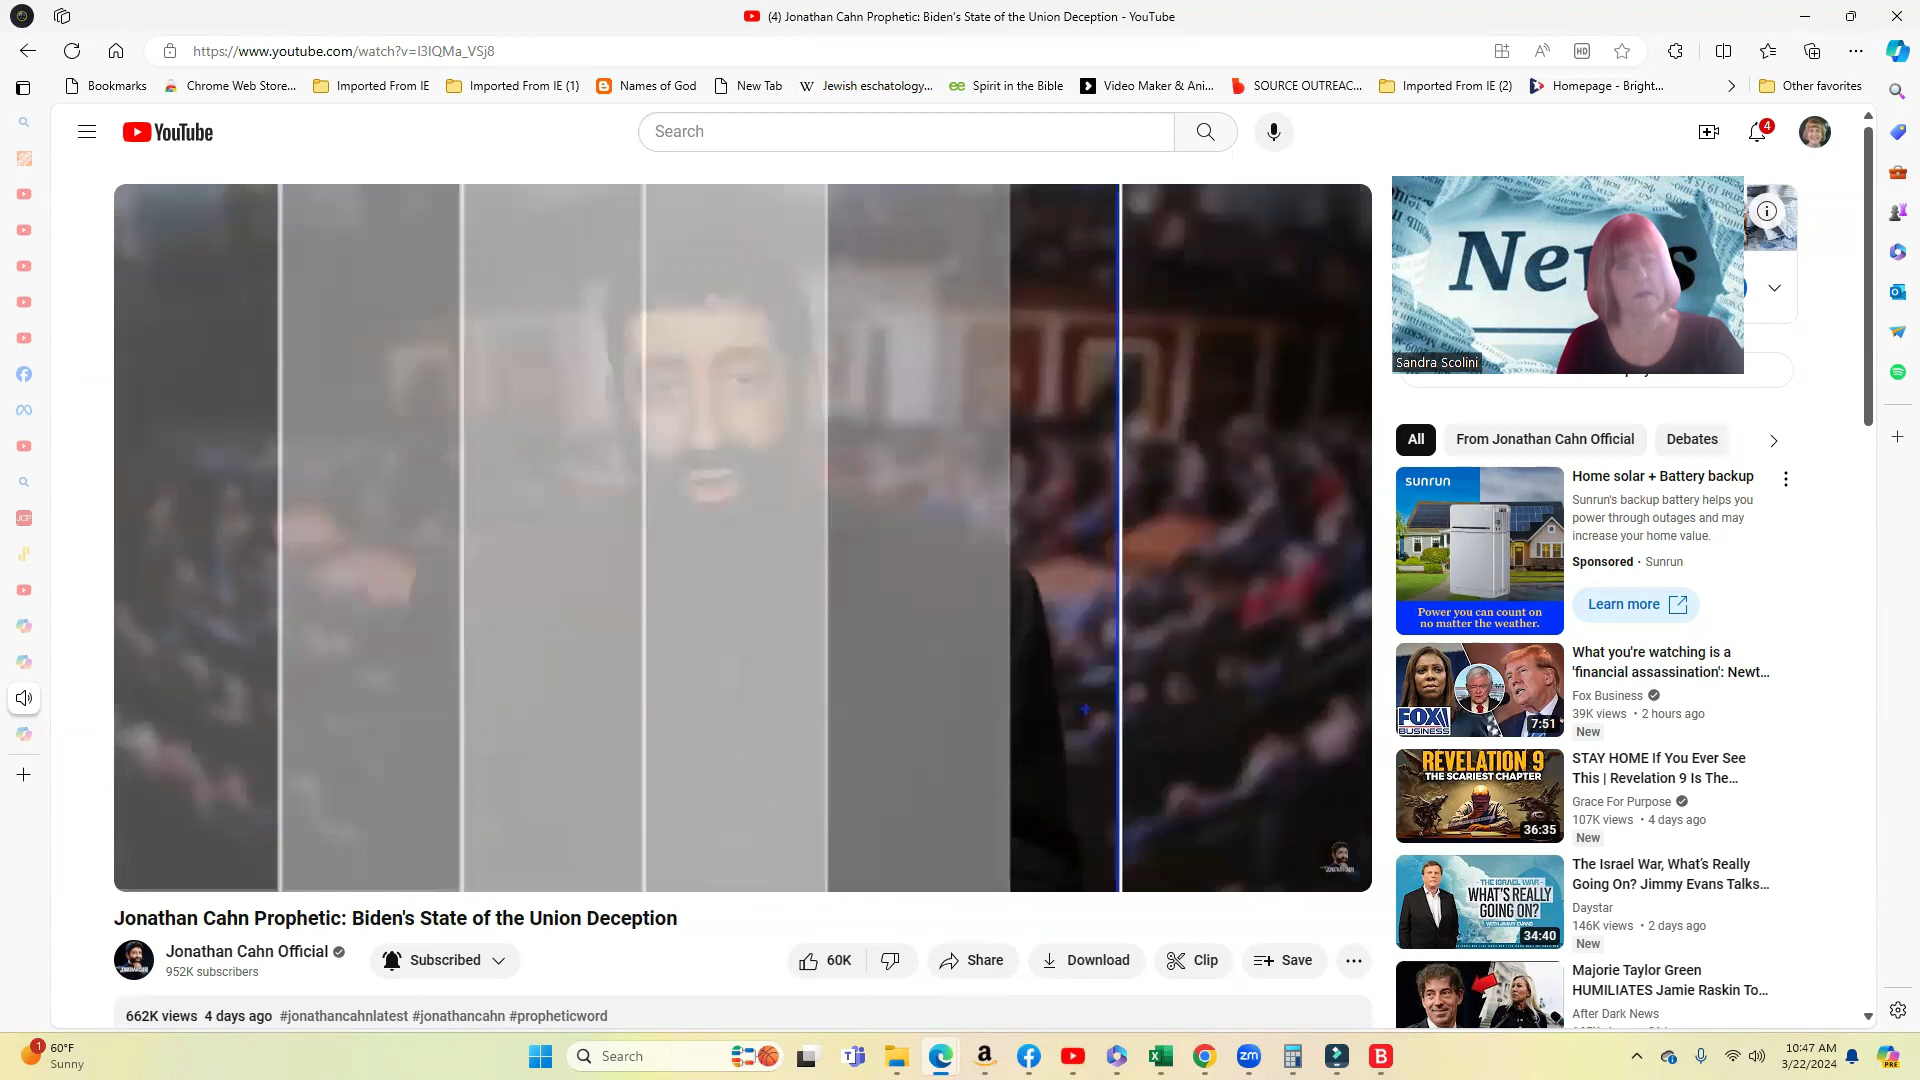 (4) Jonathan Cahn Prophetic: Biden's State of the Union Deception - YouTube
https://www.youtube.com/watch?v=I3IQMa_VSj8
HD
Bookmarks
Chrome Web Store...
Imported From IE
Imported From IE (1)
Names of God
New Tab
Jewish eschatology...
Spirit in the Bible
Video Maker & Ani...
SOURCE OUTREAC...
Imported From IE (2)
Homepage - Bright...
Other favorites
YouTube
Search
4
News
Sandra Scolini
All
From Jonathan Cahn Official
Debates
sunrun
Power you can count on
no matter the weather.
Home solar + Battery backup
Sunrun's backup battery helps you
power through outages and may
increase your home value.
Sponsored · Sunrun
Learn more
FOX
BUSINESS
7:51
What you're watching is a
'financial assassination': Newt...
Fox Business
39K views • 2 hours ago
New
REVELATION 9
THE SCARIEST CHAPTER
36:35
STAY HOME If You Ever See
This | Revelation 9 Is The...
Grace For Purpose
107K views • 4 days ago
New
- THE ISRAEL WAR -
WHAT'S REALLY
GOING ON?
34:40
The Israel War, What's Really
Going On? Jimmy Evans Talks...
Daystar
146K views • 2 days ago
New
Majorie Taylor Green
HUMILIATES Jamie Raskin To...
After Dark News
Jonathan Cahn Prophetic: Biden's State of the Union Deception
Jonathan Cahn Official
952K subscribers
Subscribed
60K
Share
Download
Clip
Save
662K views 4 days ago #jonathancahnlatest #jonathancahn #propheticword
1
60°F
Sunny
Search
zm
B
10:47 AM
3/22/2024
PRE